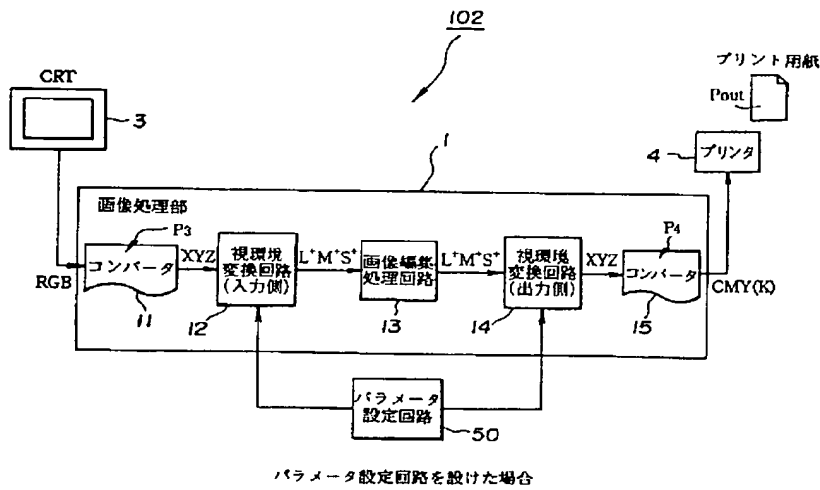 102
プリント用紙
CRT
Pout
3
1
4
プリンタ
画像処理部
P3
コンバータ
XYZ
視環境
変換回路
(入力側)
L+M+S+
画像編集
処理回路
L+M+S+
視環境
変換回路
(出力側)
XYZ
P4
コンバータ
RGB
CMY(K)
11
12
13
14
15
パラメータ
設定回路
50
パラメータ設定回路を設けた場合